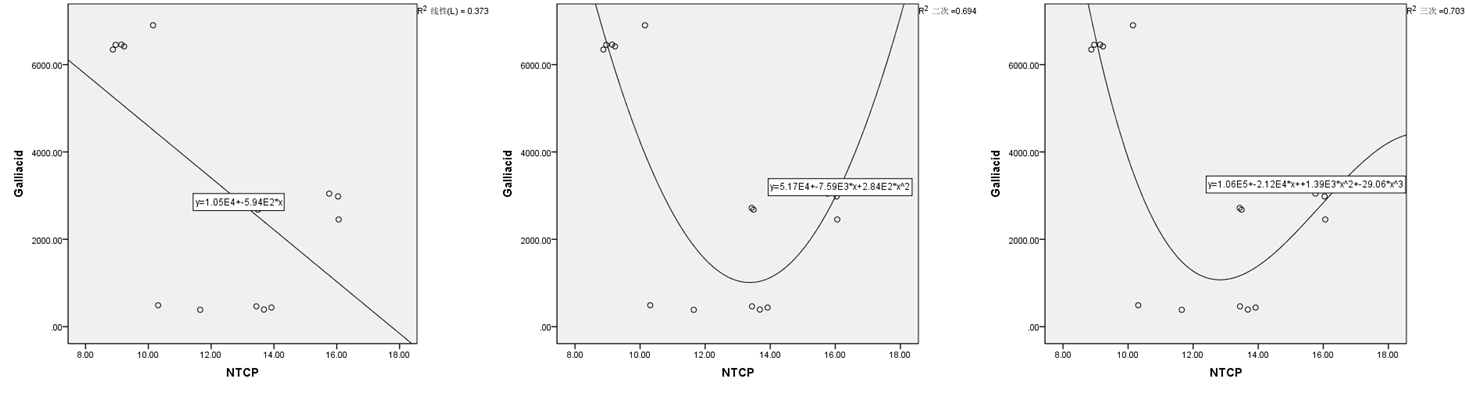 R² 线性(L) = 0.373
6000.00
4000.00
2000.00
.00
Galliacid
y=1.05E4+-5.94E2*x
8.00 10.00 12.00 14.00 16.00 18.00
NTCP
R² 二次 =0.694
6000.00
4000.00
2000.00
.00
Galliacid
y=5.17E4+-7.59E3*x+2.84E2*x^2
8.00 10.00 12.00 14.00 16.00 18.00
NTCP
R² 三次 =0.703
6000.00
4000.00
2000.00
.00
Galliacid
y=1.06E5+-2.12E4*x++1.39E3*x^2+-29.06*x^3
8.00 10.00 12.00 14.00 16.00 18.00
NTCP